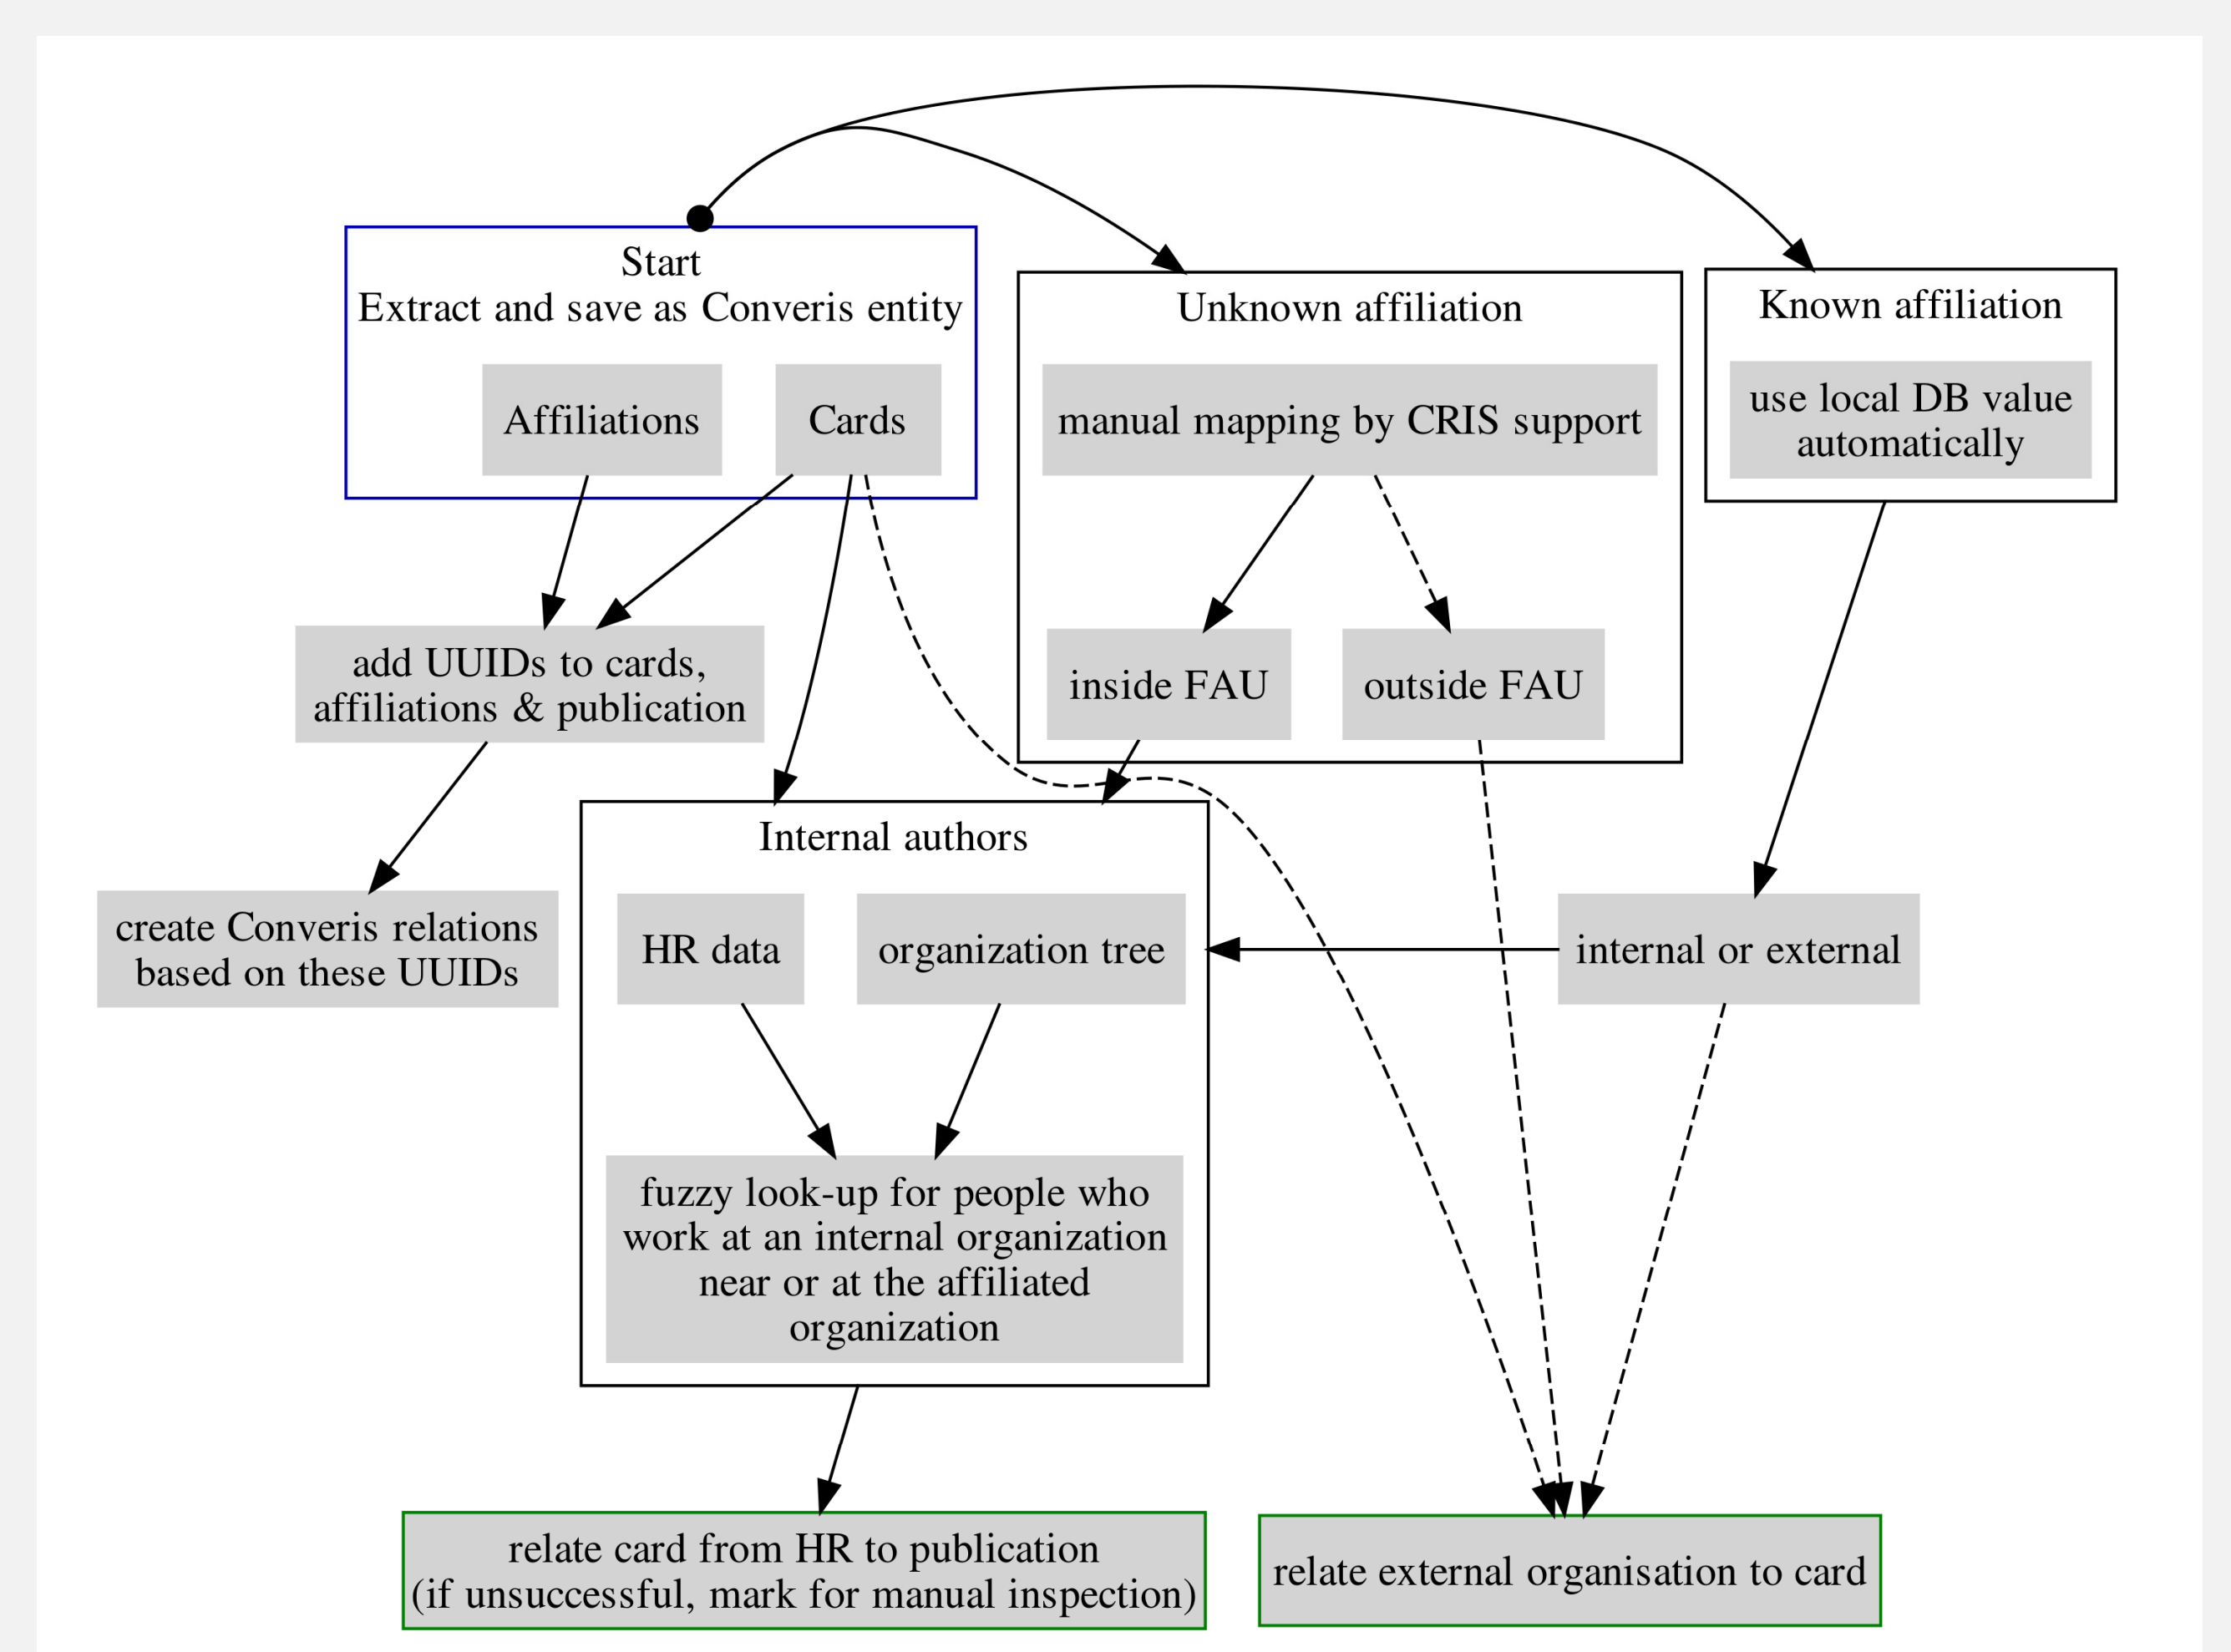 Start
Extract and save as Converis entity
Affiliations
Cards
Unknown affiliation
manual mapping by CRIS support
Known affiliation
use local DB value
automatically
add UUIDs to cards,
affiliations & publication
inside FAU
outside FAU
create Converis relations
based on these UUIDs
Internal authors
HR data
organization tree
internal or external
fuzzy look-up for people who
work at an internal organization
near or at the affiliated
organization
relate card from HR to publication
(if unsuccessful, mark for manual inspection)
relate external organisation to card